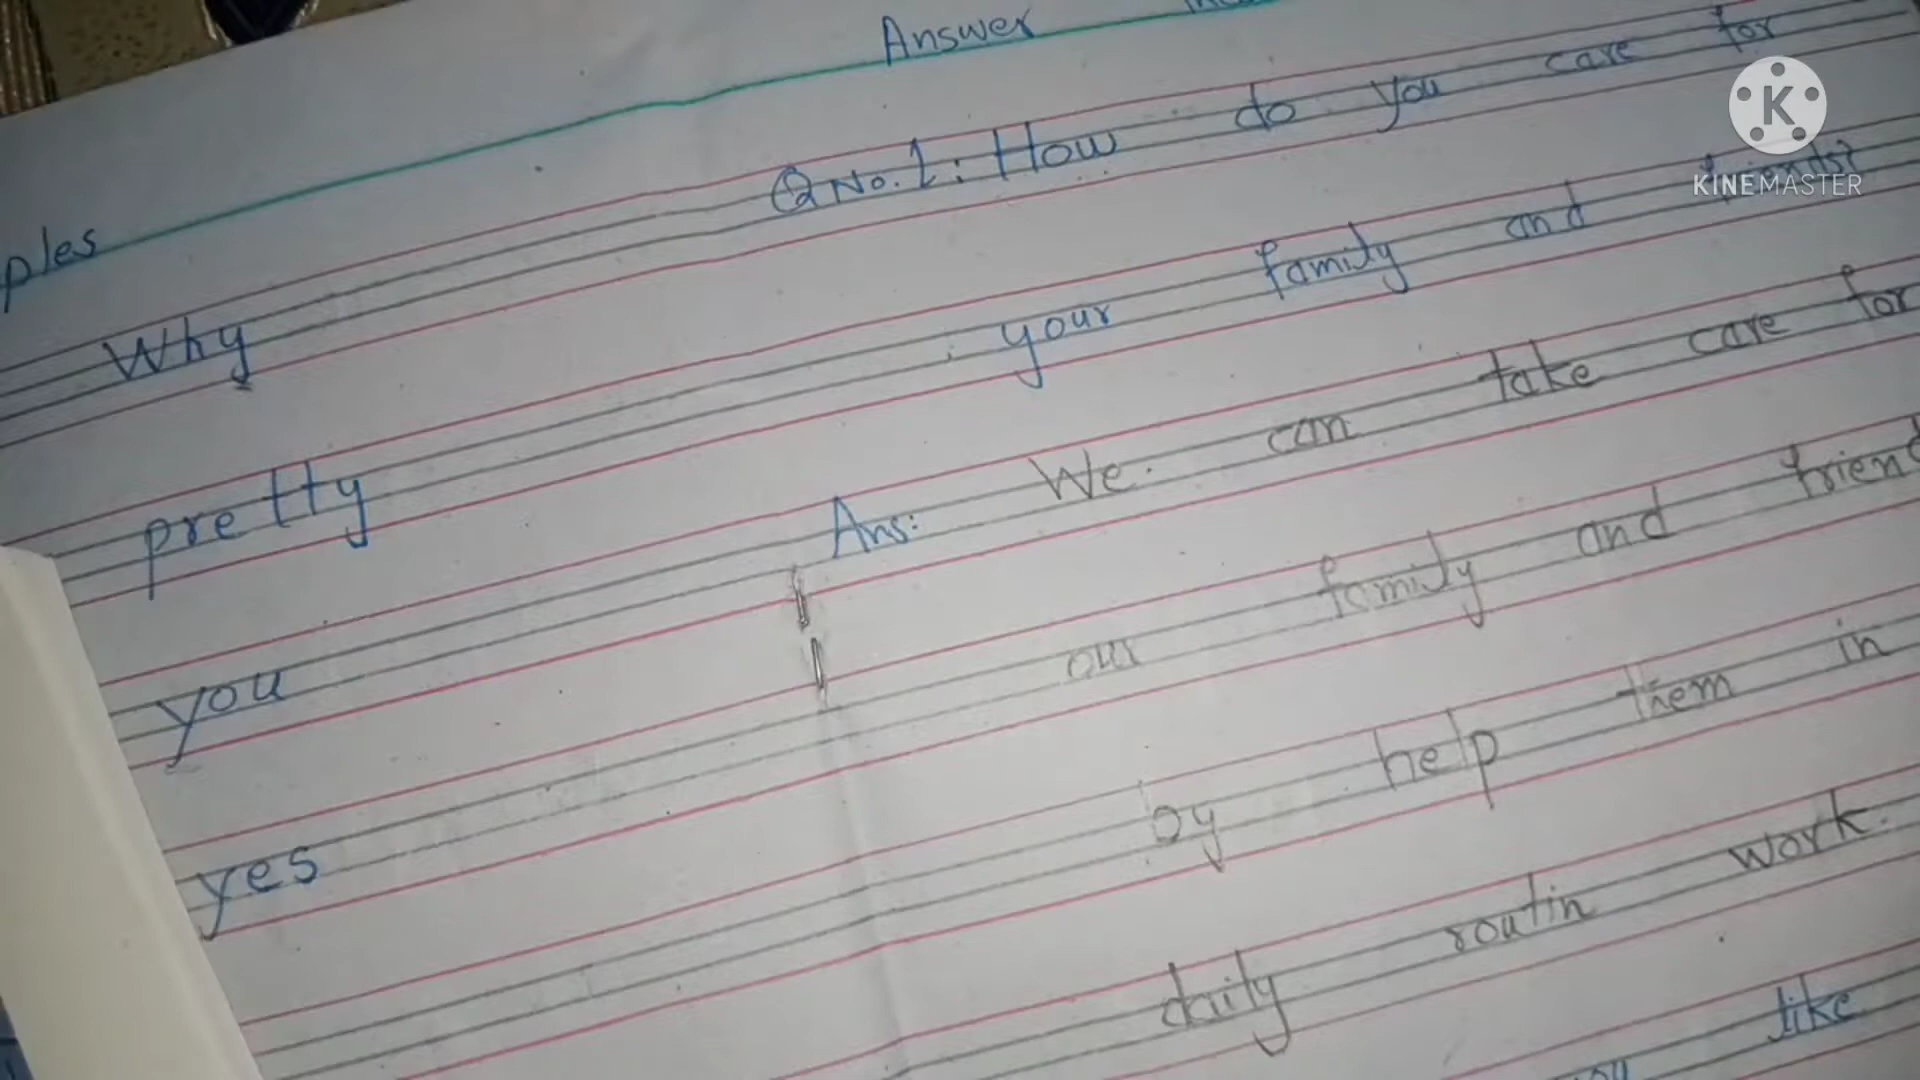 ples
Why
pretty
you
yes
Answer
Q No. 1: How do you care for
your family and friends?
Ans: We can take care for
our family and friend
by help them in
daily routin work.
like
K
KINEMASTER